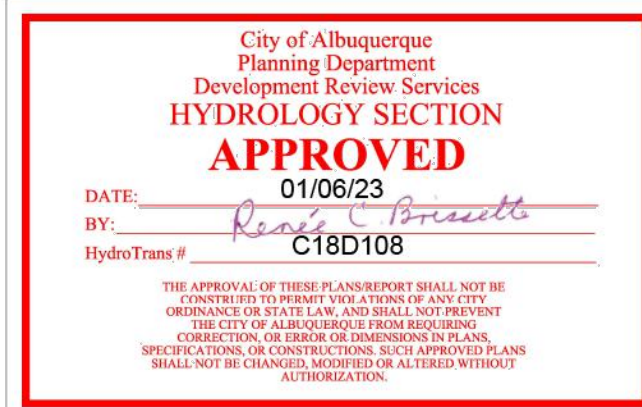 City of Albuquerque
Planning Department
Development Review Services
HYDROLOGY SECTION
APPROVED
DATE: 01/06/23
BY: Renée C. Brissette
HydroTrans # C18D108
THE APPROVAL OF THESE PLANS/REPORT SHALL NOT BE
CONSTRUED TO PERMIT VIOLATIONS OF ANY CITY
ORDINANCE OR STATE LAW, AND SHALL NOT PREVENT
THE CITY OF ALBUQUERQUE FROM REQUIRING
CORRECTION, OR ERROR OR DIMENSIONS IN PLANS,
SPECIFICATIONS, OR CONSTRUCTIONS. SUCH APPROVED PLANS
SHALL NOT BE CHANGED, MODIFIED OR ALTERED WITHOUT
AUTHORIZATION.